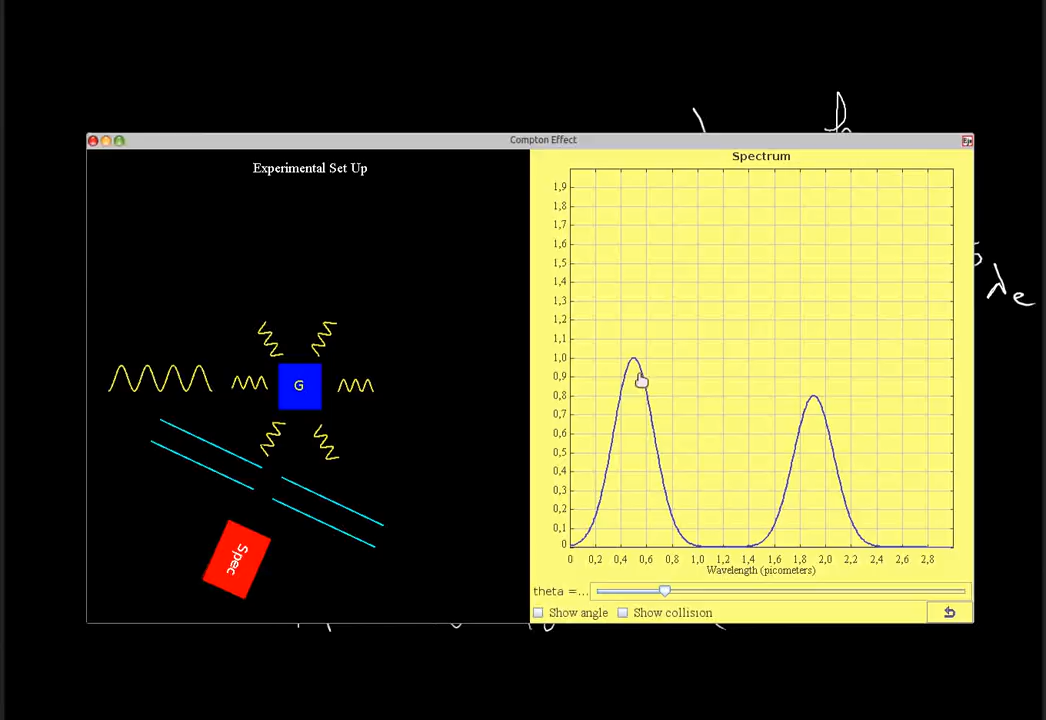 Compton Effect
Experimental Set Up
Spectrum
1,9
1,8
1,7
1,6
1,5
1,4
1,3
1,2
1,1
1,0
0,9
0,8
0,7
0,6
0,5
0,4
0,3
0,2
0,1
0
0 0,2 0,4 0,6 0,8 1,0 1,2 1,4 1,6 1,8 2,0 2,2 2,4 2,6 2,8
Wavelength (picometers)
G
Spec
theta =...
Show angle Show collision
λe